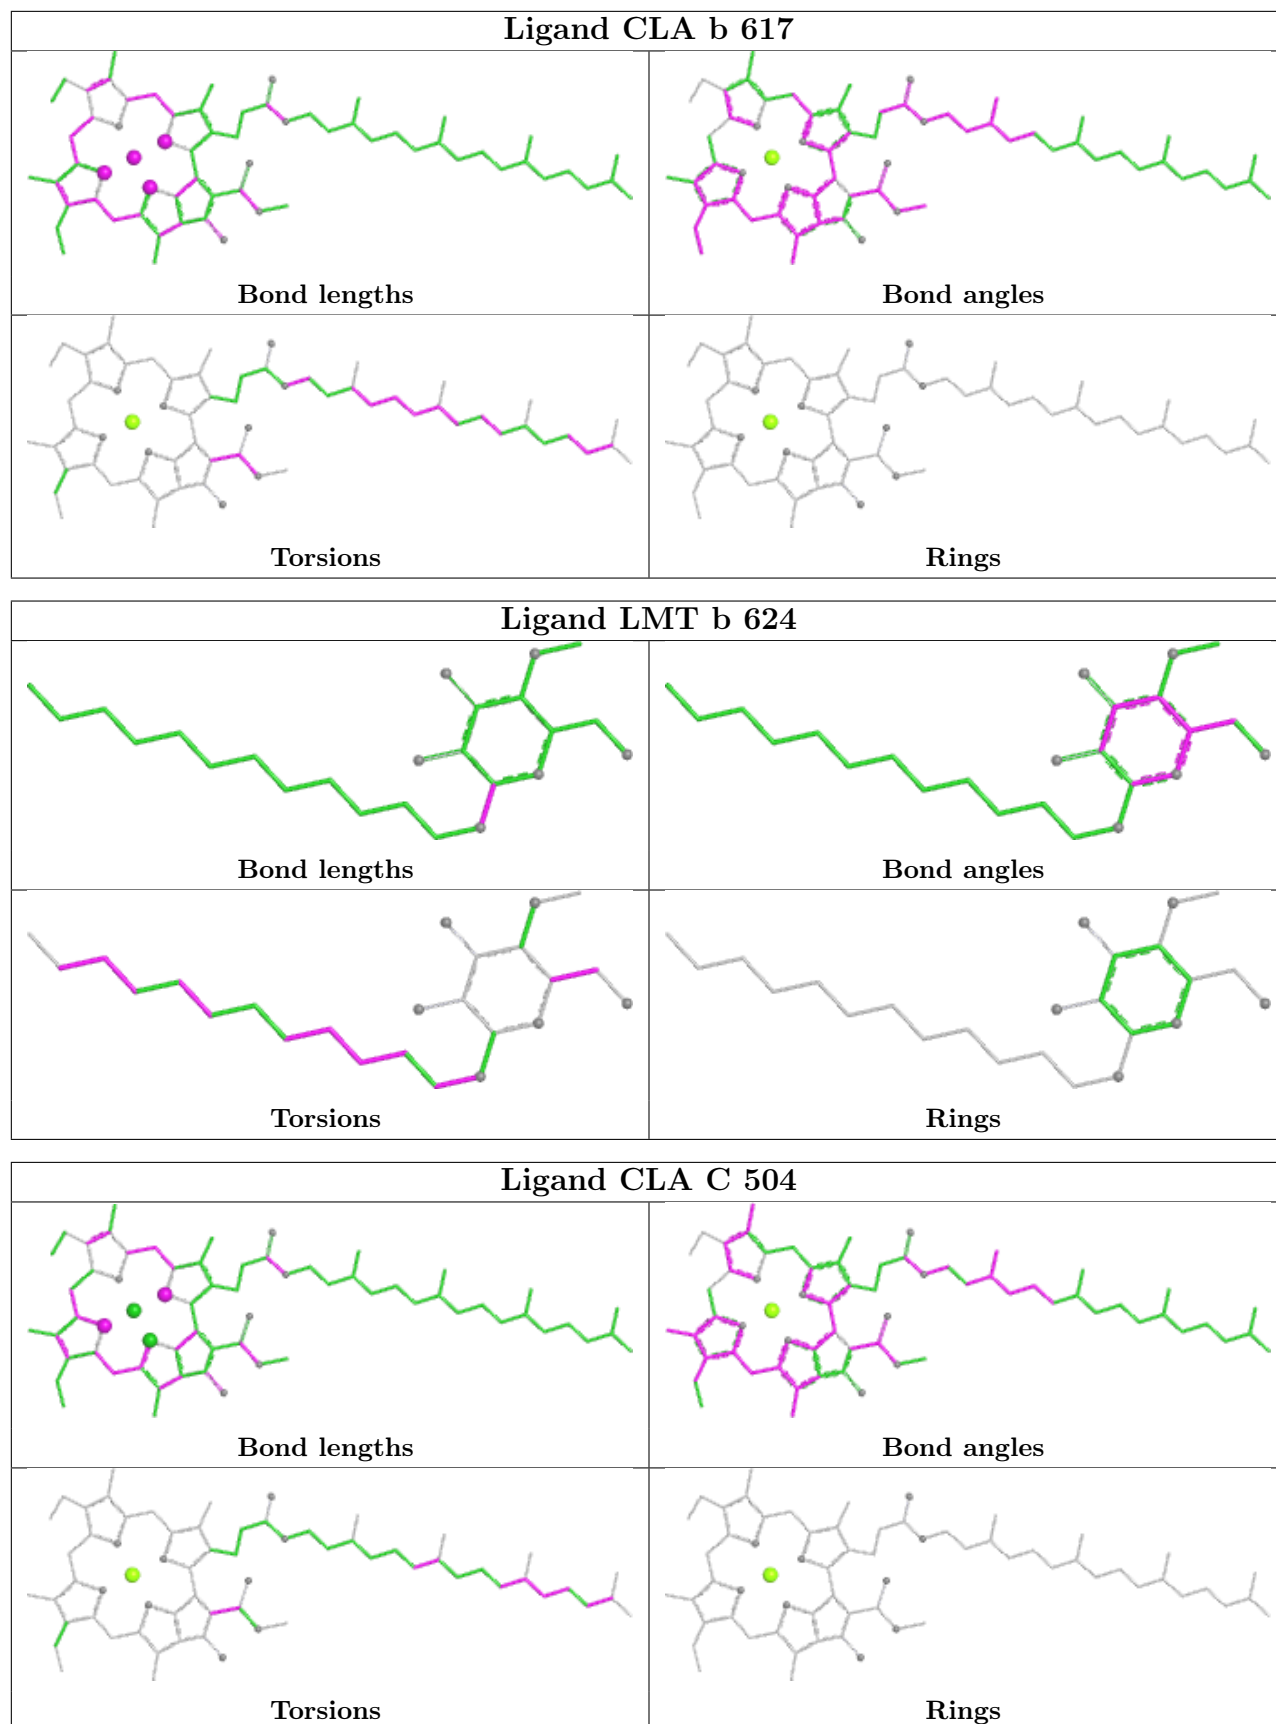 Ligand CLA b 617
Bond lengths
Bond angles
Torsions
Rings
Ligand LMT b 624
Bond lengths
Bond angles
Torsions
Rings
Ligand CLA C 504
Bond lengths
Bond angles
Torsions
Rings